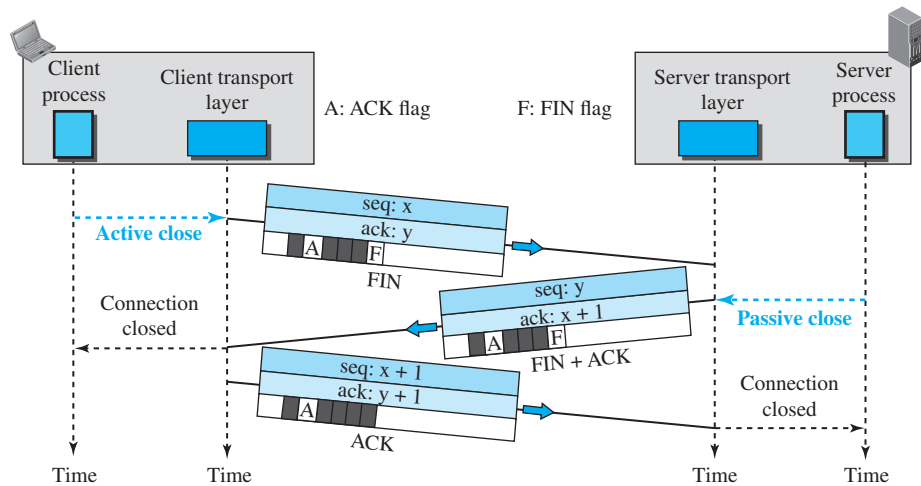 Client
process
Client transport
layer
A: ACK flag
F: FIN flag
Server transport
layer
Server
process
Active close
seq: x
ack: y
A
F
FIN
Passive close
seq: y
ack: x + 1
A
F
FIN + ACK
Connection
closed
seq: x + 1
ack: y + 1
A
ACK
Connection
closed
Time
Time
Time
Time